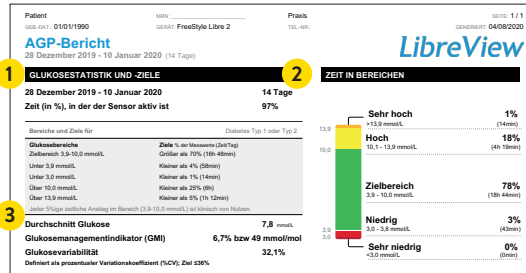 Patient MRN: Praxis SEITE: 1 / 1
GEB-DAT.: 01/01/1990 GERÄT: FreeStyle Libre 2 TEL.-NR.: GENERIERT: 04/08/2020
AGP-Bericht
28 Dezember 2019 - 10 Januar 2020 (14 Tage)
LibreView
1 GLUKOSESTATISTIK UND -ZIELE
28 Dezember 2019 - 10 Januar 2020 14 Tage
Zeit (in %), in der der Sensor aktiv ist 97%
Bereiche und Ziele für Diabetes Typ 1 oder Typ 2
Glukosebereiche Ziele % der Messwerte (Zeit/Tag)
Zielbereich 3,9-10,0 mmol/L Größer als 70% (16h 48min)
Unter 3,9 mmol/L Kleiner als 4% (58min)
Unter 3,0 mmol/L Kleiner als 1% (14min)
Über 10,0 mmol/L Kleiner als 25% (6h)
Über 13,9 mmol/L Kleiner als 5% (1h 12min)
Jeder 5%ige zeitliche Anstieg im Bereich (3,9-10,0 mmol/L) ist klinisch von Nutzen.
3
Durchschnitt Glukose 7,8 mmol/L
Glukosemanagementindikator (GMI) 6,7% bzw 49 mmol/mol
Glukosevariabilität 32,1%
Definiert als prozentualer Variationskoeffizient (%CV); Ziel ≤36%
2 ZEIT IN BEREICHEN
Sehr hoch 1%
>13,9 mmol/L (14min)
13,9
Hoch 18%
10,1 - 13,9 mmol/L (4h 19min)
10,0
Zielbereich 78%
3,9 - 10,0 mmol/L (18h 44min)
Niedrig 3%
3,0 - 3,8 mmol/L (43min)
3,9
3,0
Sehr niedrig 0%
<3,0 mmol/L (0min)